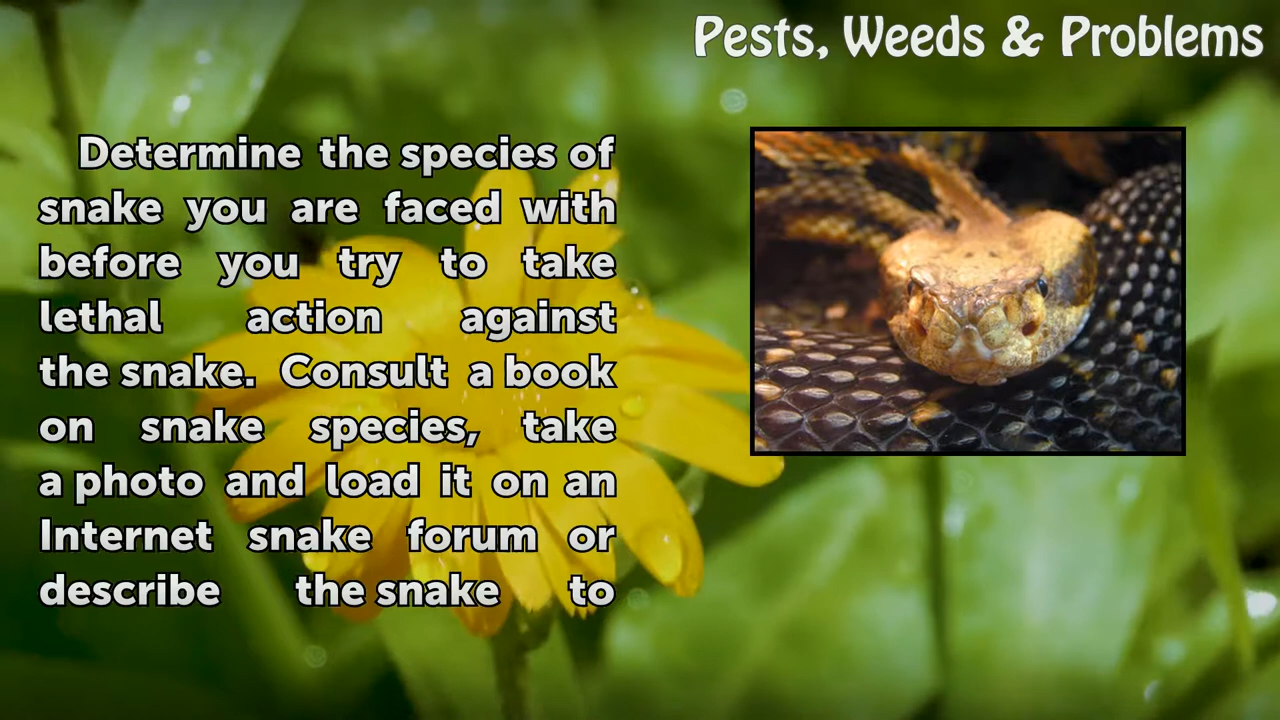 Pests, Weeds & Problems
Determine the species of
snake you are faced with
before you try to take
lethal action against
the snake. Consult a book
on snake species, take
a photo and load it on an
Internet snake forum or
describe the snake to